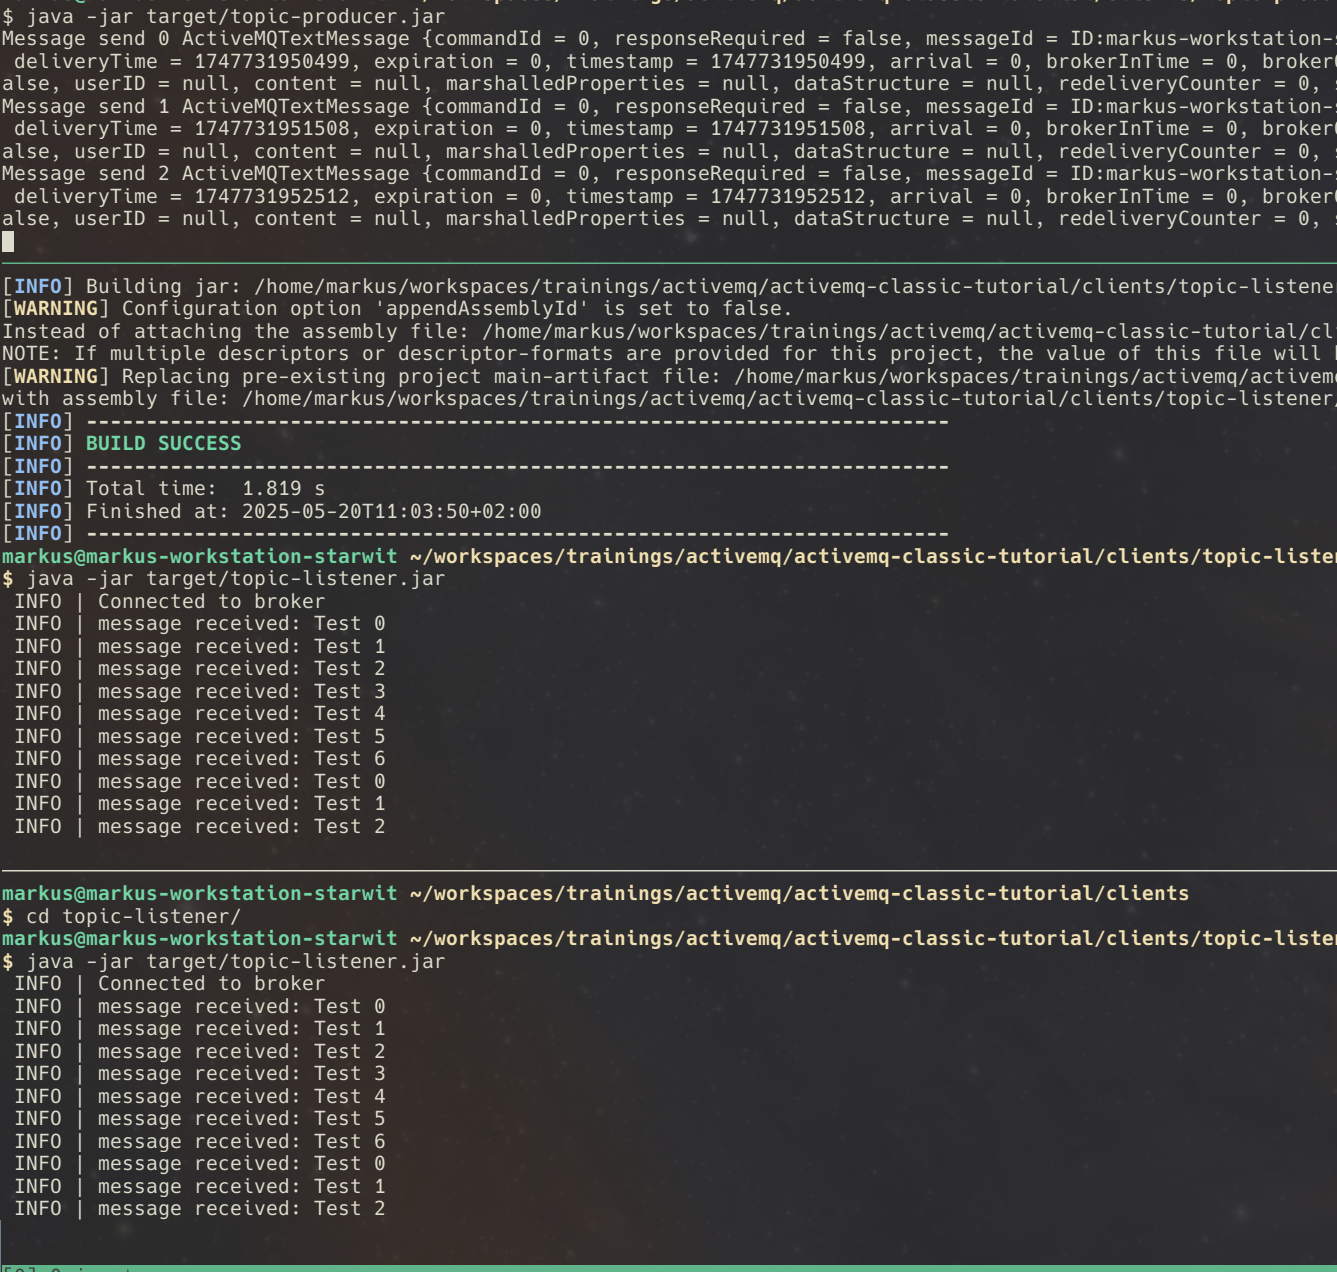 $ java -jar target/topic-producer.jar
Message send 0 ActiveMQTextMessage {commandId = 0, responseRequired = false, messageId = ID:markus-workstation-
deliveryTime = 1747731950499, expiration = 0, timestamp = 1747731950499, arrival = 0, brokerInTime = 0, broker
alse, userID = null, content = null, marshalledProperties = null, dataStructure = null, redeliveryCounter = 0,
Message send 1 ActiveMQTextMessage {commandId = 0, responseRequired = false, messageId = ID:markus-workstation-
deliveryTime = 1747731951508, expiration = 0, timestamp = 1747731951508, arrival = 0, brokerInTime = 0, broker
alse, userID = null, content = null, marshalledProperties = null, dataStructure = null, redeliveryCounter = 0,
Message send 2 ActiveMQTextMessage {commandId = 0, responseRequired = false, messageId = ID:markus-workstation-
deliveryTime = 1747731952512, expiration = 0, timestamp = 1747731952512, arrival = 0, brokerInTime = 0, broker
alse, userID = null, content = null, marshalledProperties = null, dataStructure = null, redeliveryCounter = 0,
[INFO] Building jar: /home/markus/workspaces/trainings/activemq/activemq-classic-tutorial/clients/topic-listene
[WARNING] Configuration option 'appendAssemblyId' is set to false.
Instead of attaching the assembly file: /home/markus/workspaces/trainings/activemq/activemq-classic-tutorial/cl
NOTE: If multiple descriptors or descriptor-formats are provided for this project, the value of this file will
[WARNING] Replacing pre-existing project main-artifact file: /home/markus/workspaces/trainings/activemq/activem
with assembly file: /home/markus/workspaces/trainings/activemq/activemq-classic-tutorial/clients/topic-listener/
[INFO] ------------------------------------------------------------------------
[INFO] BUILD SUCCESS
[INFO] ------------------------------------------------------------------------
[INFO] Total time:  1.819 s
[INFO] Finished at: 2025-05-20T11:03:50+02:00
[INFO] ------------------------------------------------------------------------
markus@markus-workstation-starwit ~/workspaces/trainings/activemq/activemq-classic-tutorial/clients/topic-liste
$ java -jar target/topic-listener.jar
INFO | Connected to broker
INFO | message received: Test 0
INFO | message received: Test 1
INFO | message received: Test 2
INFO | message received: Test 3
INFO | message received: Test 4
INFO | message received: Test 5
INFO | message received: Test 6
INFO | message received: Test 0
INFO | message received: Test 1
INFO | message received: Test 2
markus@markus-workstation-starwit ~/workspaces/trainings/activemq/activemq-classic-tutorial/clients
$ cd topic-listener/
markus@markus-workstation-starwit ~/workspaces/trainings/activemq/activemq-classic-tutorial/clients/topic-liste
$ java -jar target/topic-listener.jar
INFO | Connected to broker
INFO | message received: Test 0
INFO | message received: Test 1
INFO | message received: Test 2
INFO | message received: Test 3
INFO | message received: Test 4
INFO | message received: Test 5
INFO | message received: Test 6
INFO | message received: Test 0
INFO | message received: Test 1
INFO | message received: Test 2